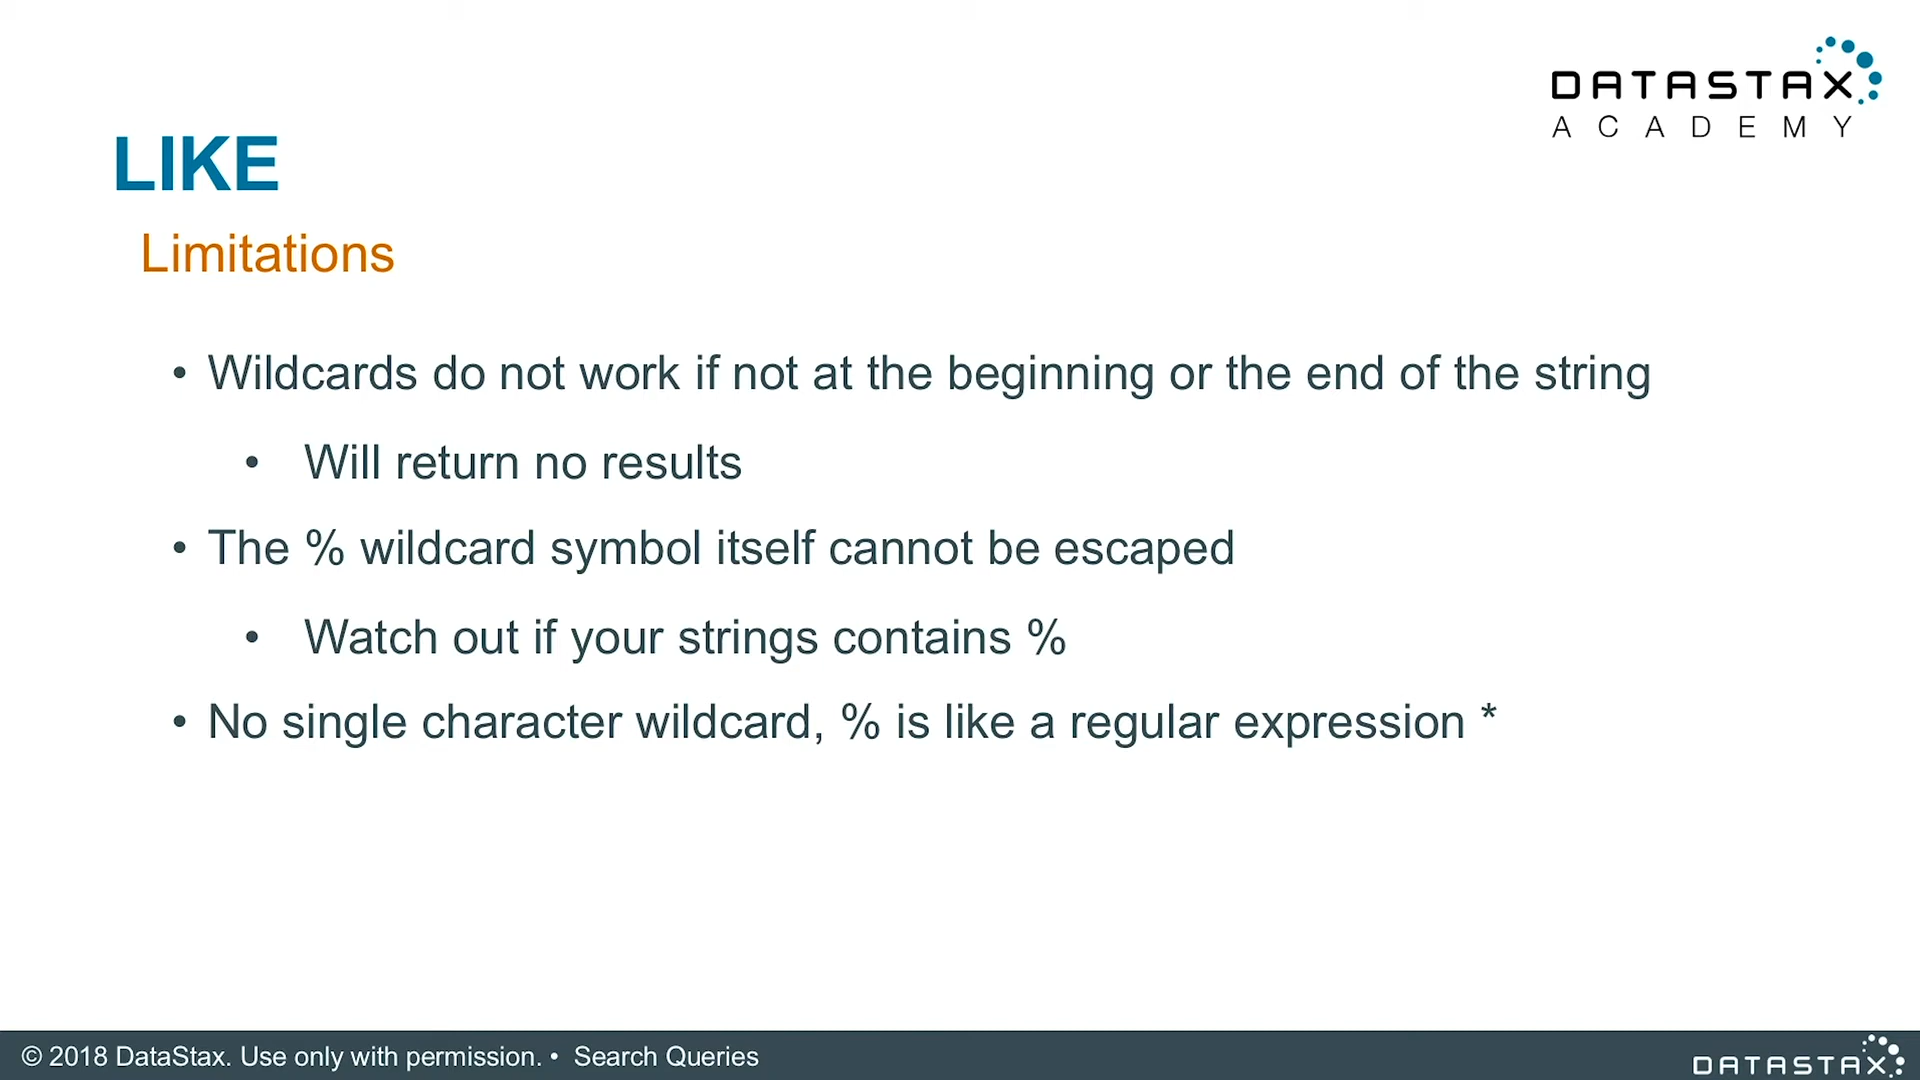 DATASTAX
ACADEMY
LIKE
Limitations
• Wildcards do not work if not at the beginning or the end of the string
• Will return no results
• The % wildcard symbol itself cannot be escaped
• Watch out if your strings contains %
• No single character wildcard, % is like a regular expression *
© 2018 DataStax. Use only with permission. • Search Queries
DATASTAX